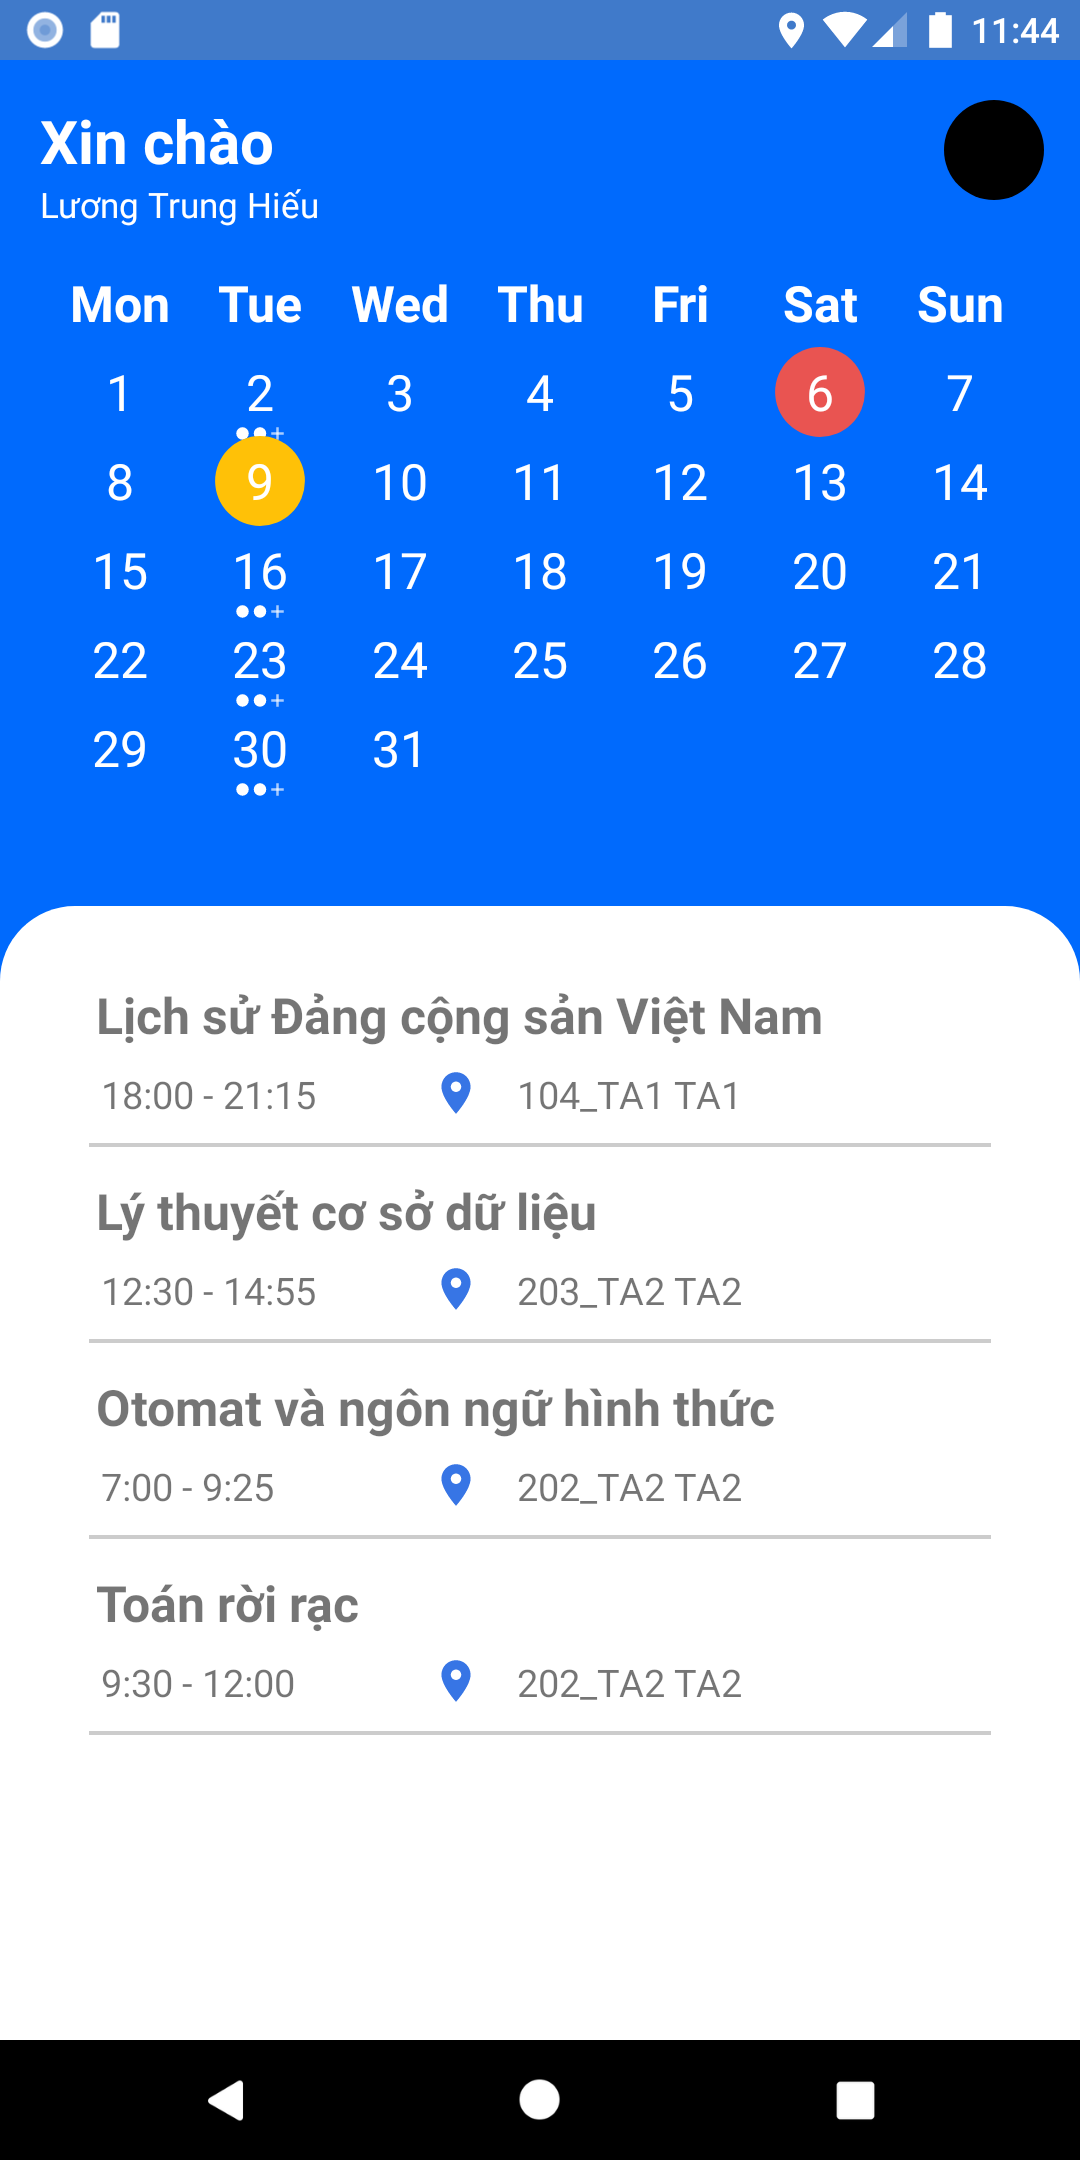 11:44
Xin chào
Lương Trung Hiếu
Mon Tue Wed Thu Fri Sat Sun
1 2 3 4 5 6 7
8 9 10 11 12 13 14
15 16 17 18 19 20 21
22 23 24 25 26 27 28
29 30 31
Lịch sử Đảng cộng sản Việt Nam
18:00 - 21:15 104_TA1 TA1
Lý thuyết cơ sở dữ liệu
12:30 - 14:55 203_TA2 TA2
Otomat và ngôn ngữ hình thức
7:00 - 9:25 202_TA2 TA2
Toán rời rạc
9:30 - 12:00 202_TA2 TA2